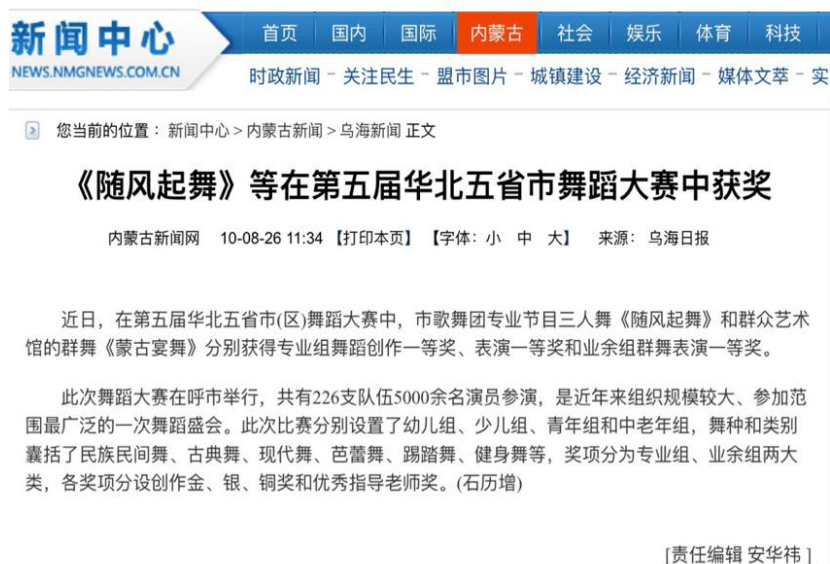 新闻中心
NEWS.NMGNEWS.COM.CN
首页 国内 国际 内蒙古 社会 娱乐 体育 科技
时政新闻 - 关注民生 - 盟市图片 - 城镇建设 - 经济新闻 - 媒体文萃 - 实
您当前的位置 : 新闻中心 > 内蒙古新闻 > 乌海新闻 正文
《随风起舞》等在第五届华北五省市舞蹈大赛中获奖
内蒙古新闻网 10-08-26 11:34 【打印本页】 【字体: 小 中 大】 来源: 乌海日报
近日，在第五届华北五省市(区)舞蹈大赛中，市歌舞团专业节目三人舞《随风起舞》和群众艺术
馆的群舞《蒙古宴舞》分别获得专业组舞蹈创作一等奖、表演一等奖和业余组群舞表演一等奖。
此次舞蹈大赛在呼市举行，共有226支队伍5000余名演员参演，是近年来组织规模较大、参加范
围最广泛的一次舞蹈盛会。此次比赛分别设置了幼儿组、少儿组、青年组和中老年组，舞种和类别
囊括了民族民间舞、古典舞、现代舞、芭蕾舞、踢踏舞、健身舞等，奖项分为专业组、业余组两大
类，各奖项分设创作金、银、铜奖和优秀指导老师奖。(石历增)
[责任编辑 安华祎 ]